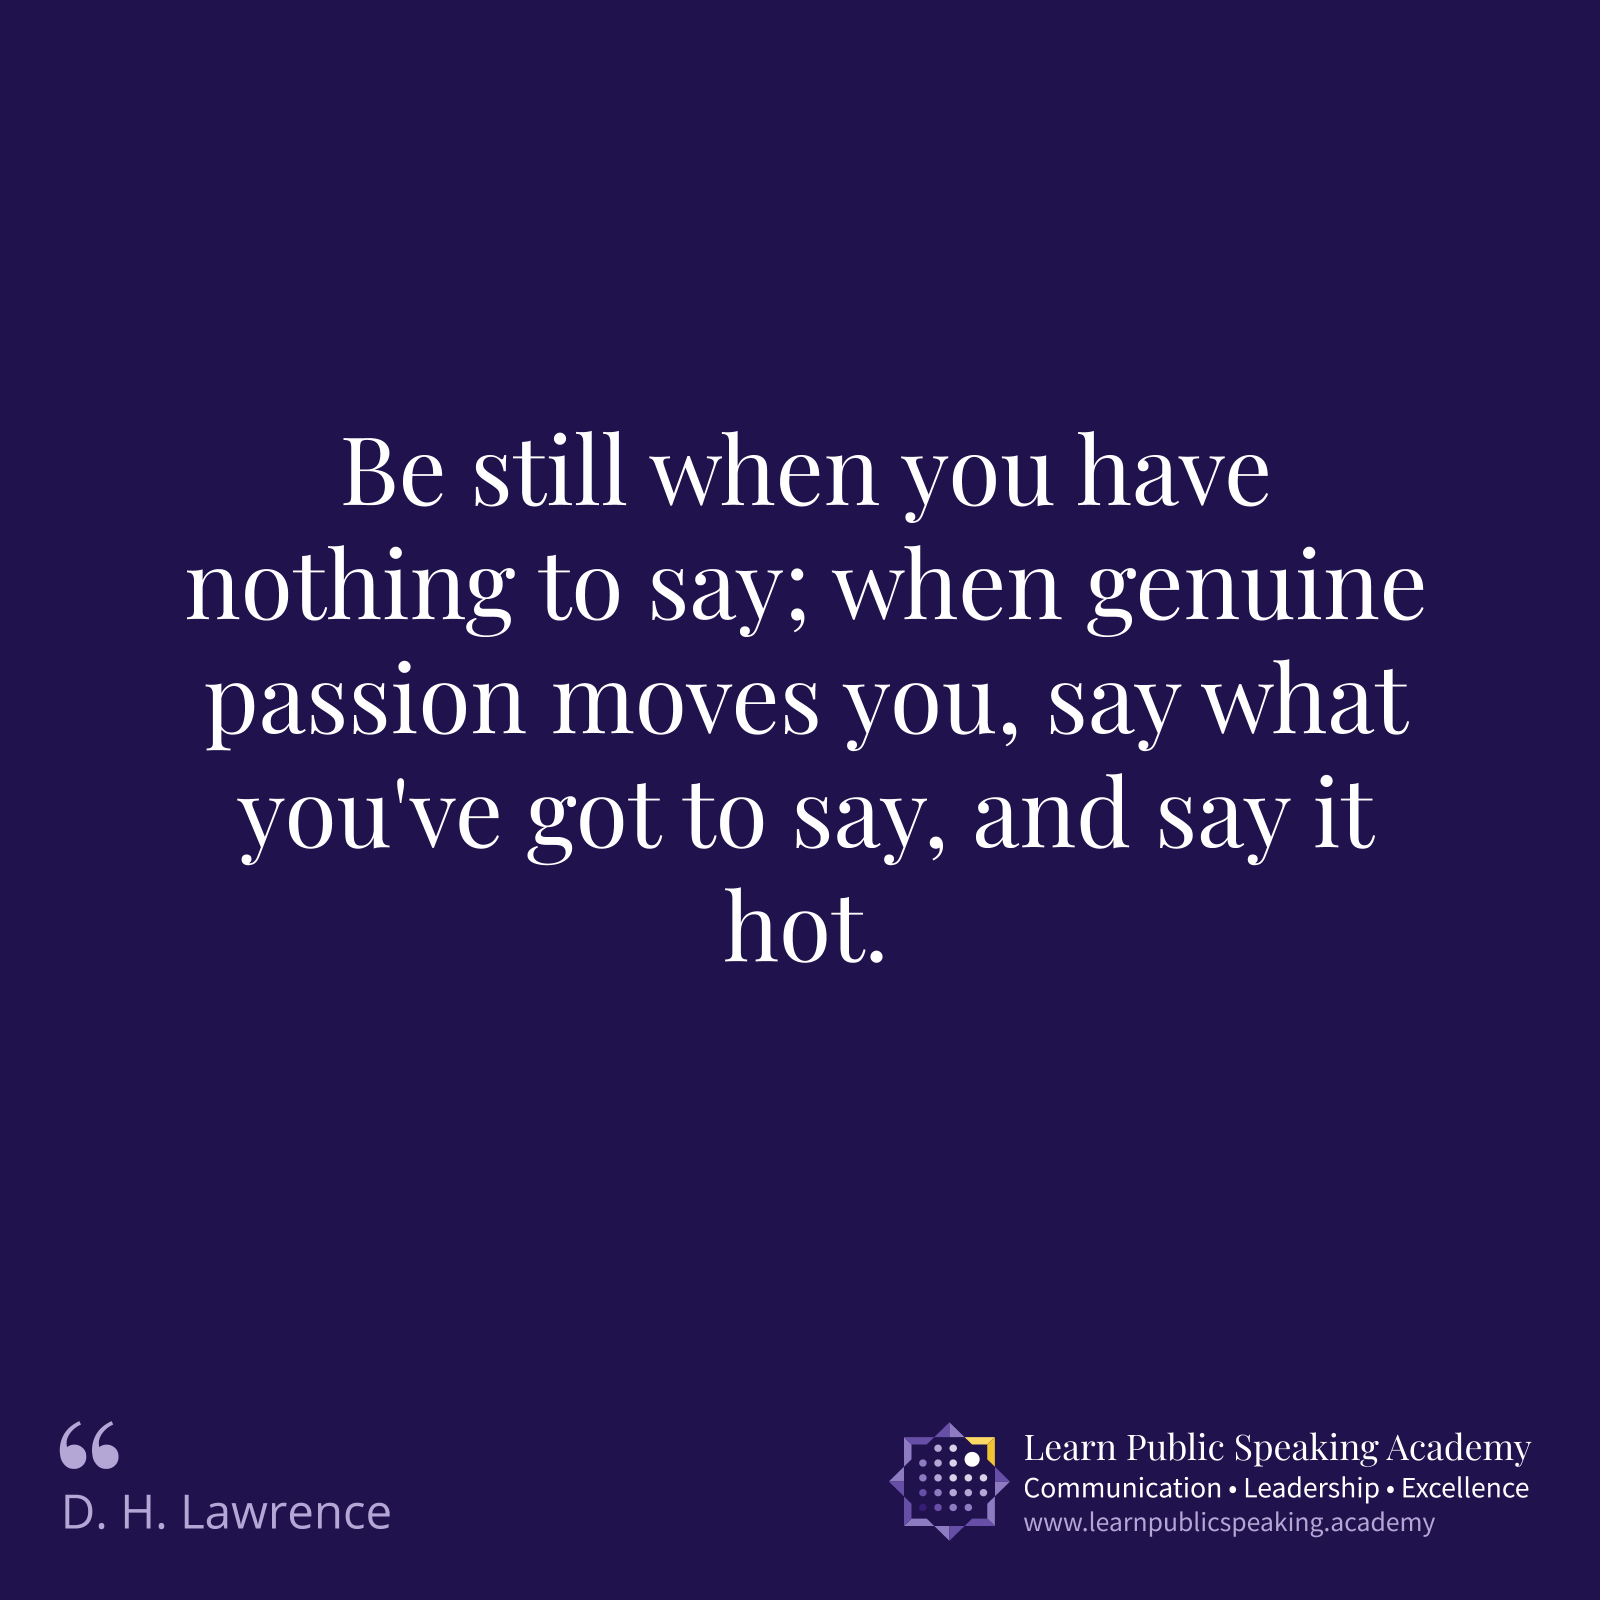 Be still when you have
nothing to say; when genuine
passion moves you, say what
you've got to say, and say it
hot.
“
D. H. Lawrence
Learn Public Speaking Academy
Communication • Leadership • Excellence
www.learnpublicspeaking.academy